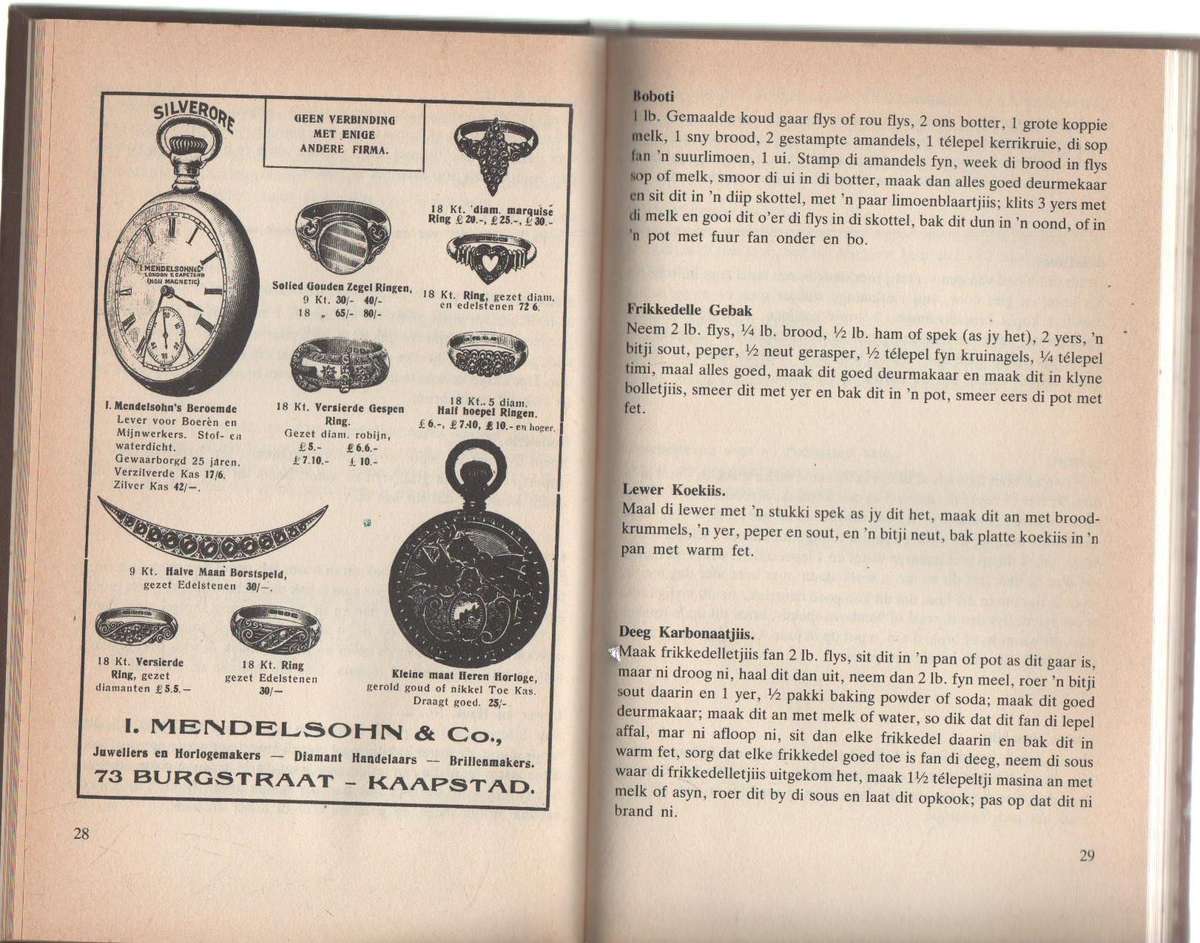 SILVERORE
I. MENDELSOHN & Co
LONDON & CAPETOWN
(NON MAGNETIC)
GEEN VERBINDING
MET ENIGE
ANDERE FIRMA.
18 Kt. diam. marquise
Ring £ 20.-, £25.-, £ 30.-
Solied Gouden Zegel Ringen,
9 Kt. 30/- 40/-
18 „ 65/- 80/-
18 Kt. Ring, gezet diam.
en edelstenen 72 6.
I. Mendelsohn's Beroemde
Lever voor Boeren en
Mijnwerkers. Stof- en
waterdicht.
Gewaarborgd 25 jaren.
Verzilverde Kas 17/6.
Zilver Kas 42/—.
18 Kt. Versierde Gespen
Ring.
Gezet diam. robijn,
£5.- £6.6.-
£7.10.- £ 10.-
18 Kt.. 5 diam.
Half hoepel Ringen.
£6.-, £7.10, £10.- en hoger.
9 Kt. Halve Maan Borstspeld,
gezet Edelstenen 30/—.
18 Kt. Versierde
Ring, gezet
diamanten £5.5.—
18 Kt. Ring
gezet Edelstenen
30/—
Kleine maat Heren Horloge,
gerold goud of nikkel Toe Kas.
Draagt goed. 25/-
I. MENDELSOHN & Co.,
Juwellers en Horlogemakers — Diamant Handelaars — Brillenmakers.
73 BURGSTRAAT – KAAPSTAD.
28
Boboti
1 lb. Gemaalde koud gaar flys of rou flys, 2 ons botter, 1 grote koppie
melk, 1 sny brood, 2 gestampte amandels, 1 télepel kerrikruie, di sop
fan 'n suurlimoen, 1 ui. Stamp di amandels fyn, week di brood in flys
sop of melk, smoor di ui in di botter, maak dan alles goed deurmekaar
en sit dit in 'n diip skottel, met 'n paar limoenblaartjiis; klits 3 yers met
di melk en gooi dit o'er di flys in di skottel, bak dit dun in 'n oond, of in
'n pot met fuur fan onder en bo.
Frikkedelle Gebak
Neem 2 lb. flys, ¼ lb. brood, ½ lb. ham of spek (as jy het), 2 yers, 'n
bitji sout, peper, ½ neut gerasper, ½ télepel fyn kruinagels, ¼ télepel
timi, maal alles goed, maak dit goed deurmakaar en maak dit in klyne
bolletjiis, smeer dit met yer en bak dit in 'n pot, smeer eers di pot met
fet.
Lewer Koekiis.
Maal di lewer met 'n stukki spek as jy dit het, maak dit an met brood-
krummels, 'n yer, peper en sout, en 'n bitji neut, bak platte koekiis in 'n
pan met warm fet.
Deeg Karbonaatjiis.
Maak frikkedelletjiis fan 2 lb. flys, sit dit in 'n pan of pot as dit gaar is,
maar ni droog ni, haal dit dan uit, neem dan 2 lb. fyn meel, roer 'n bitji
sout daarin en 1 yer, ½ pakki baking powder of soda; maak dit goed
deurmakaar; maak dit an met melk of water, so dik dat dit fan di lepel
affal, mar ni afloop ni, sit dan elke frikkedel daarin en bak dit in
warm fet, sorg dat elke frikkedel goed toe is fan di deeg, neem di sous
waar di frikkedelletjiis uitgekom het, maak 1½ télepeltji masina an met
melk of asyn, roer dit by di sous en laat dit opkook; pas op dat dit ni
brand ni.
29